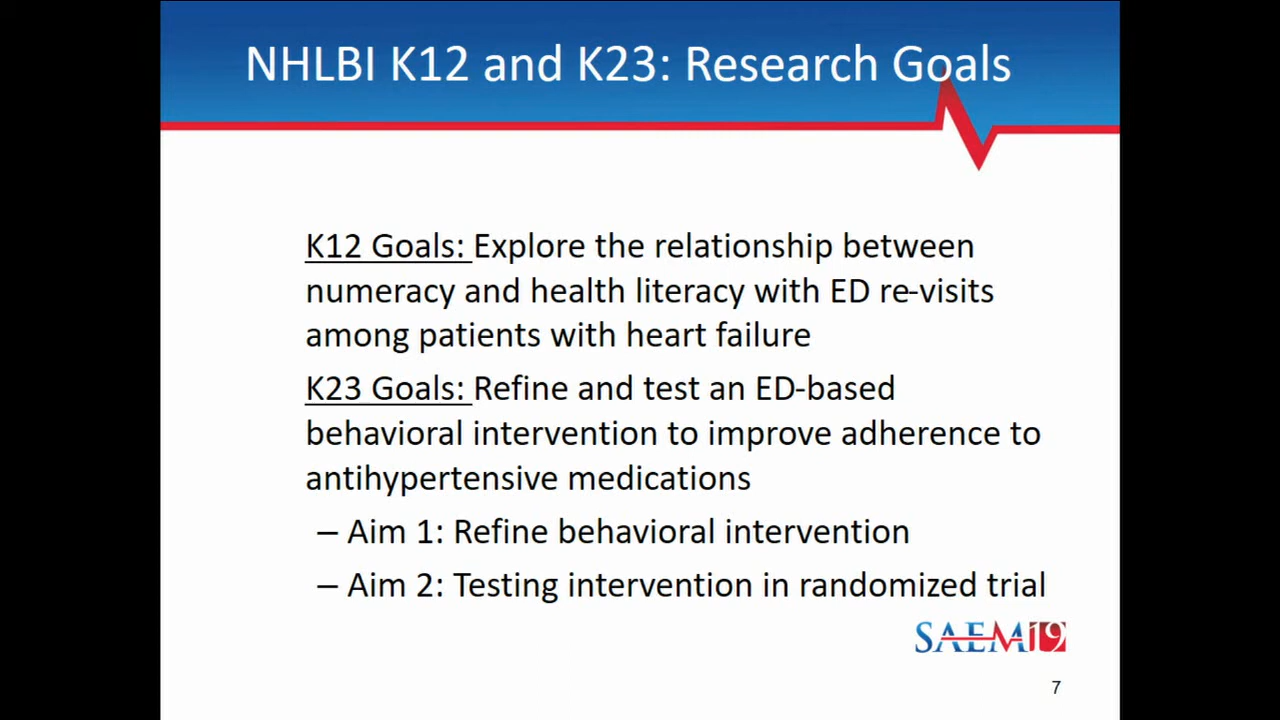 NHLBI K12 and K23: Research Goals
K12 Goals: Explore the relationship between
numeracy and health literacy with ED re-visits
among patients with heart failure
K23 Goals: Refine and test an ED-based
behavioral intervention to improve adherence to
antihypertensive medications
– Aim 1: Refine behavioral intervention
– Aim 2: Testing intervention in randomized trial
SAEM19
7